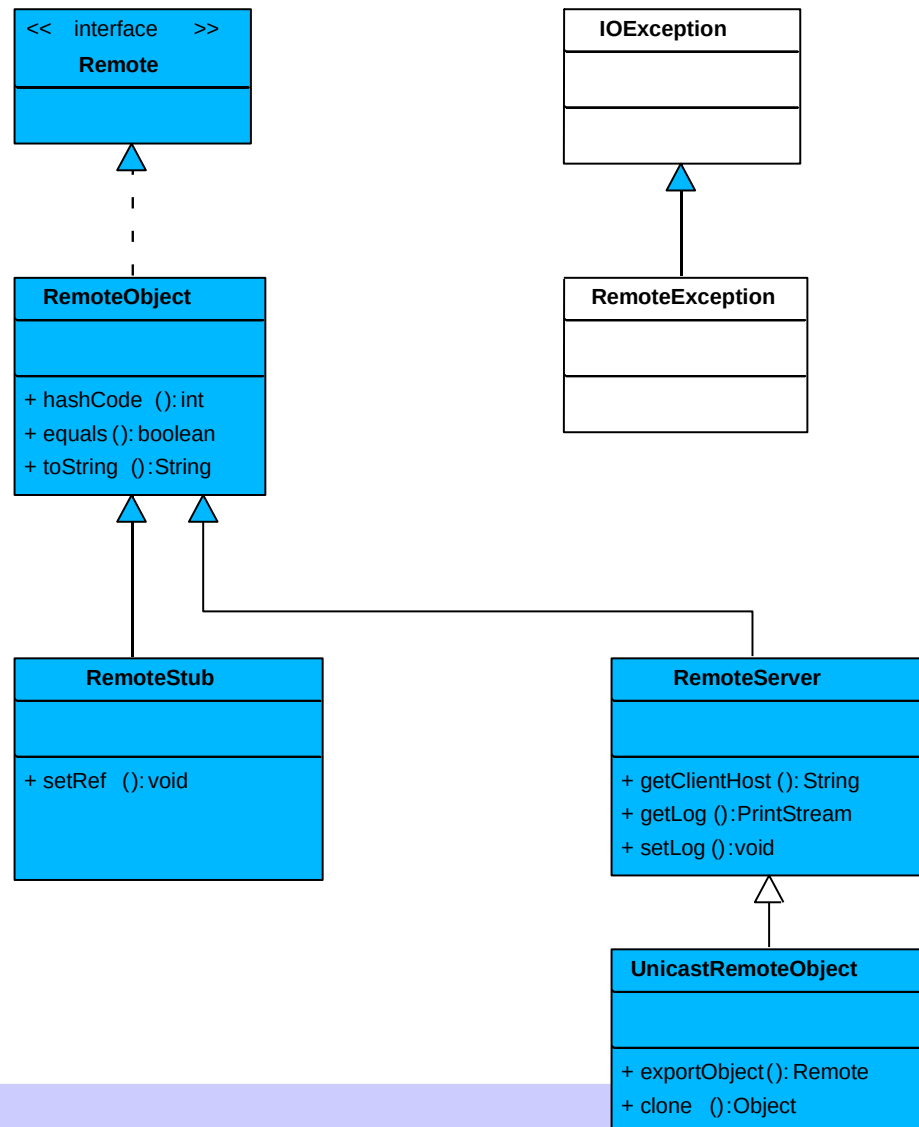 << interface >>
Remote
IOException
RemoteObject
+ hashCode (): int
+ equals (): boolean
+ toString (): String
RemoteException
RemoteStub
+ setRef (): void
RemoteServer
+ getClientHost (): String
+ getLog (): PrintStream
+ setLog (): void
UnicastRemoteObject
+ exportObject (): Remote
+ clone (): Object